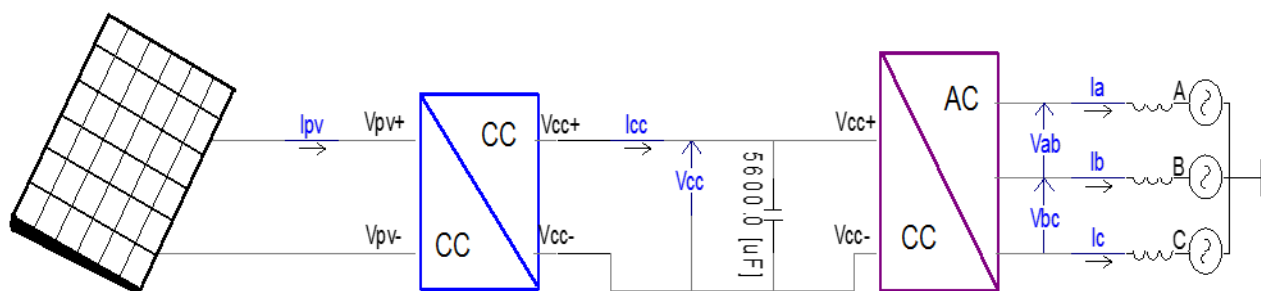 Ipv
Vpv+
Vpv-
CC
CC
Vcc+
Vcc-
Icc
Vcc
5600.0 [uF]
Vcc+
Vcc-
AC
CC
Ia
Vab
Ib
Vbc
Ic
A
B
C